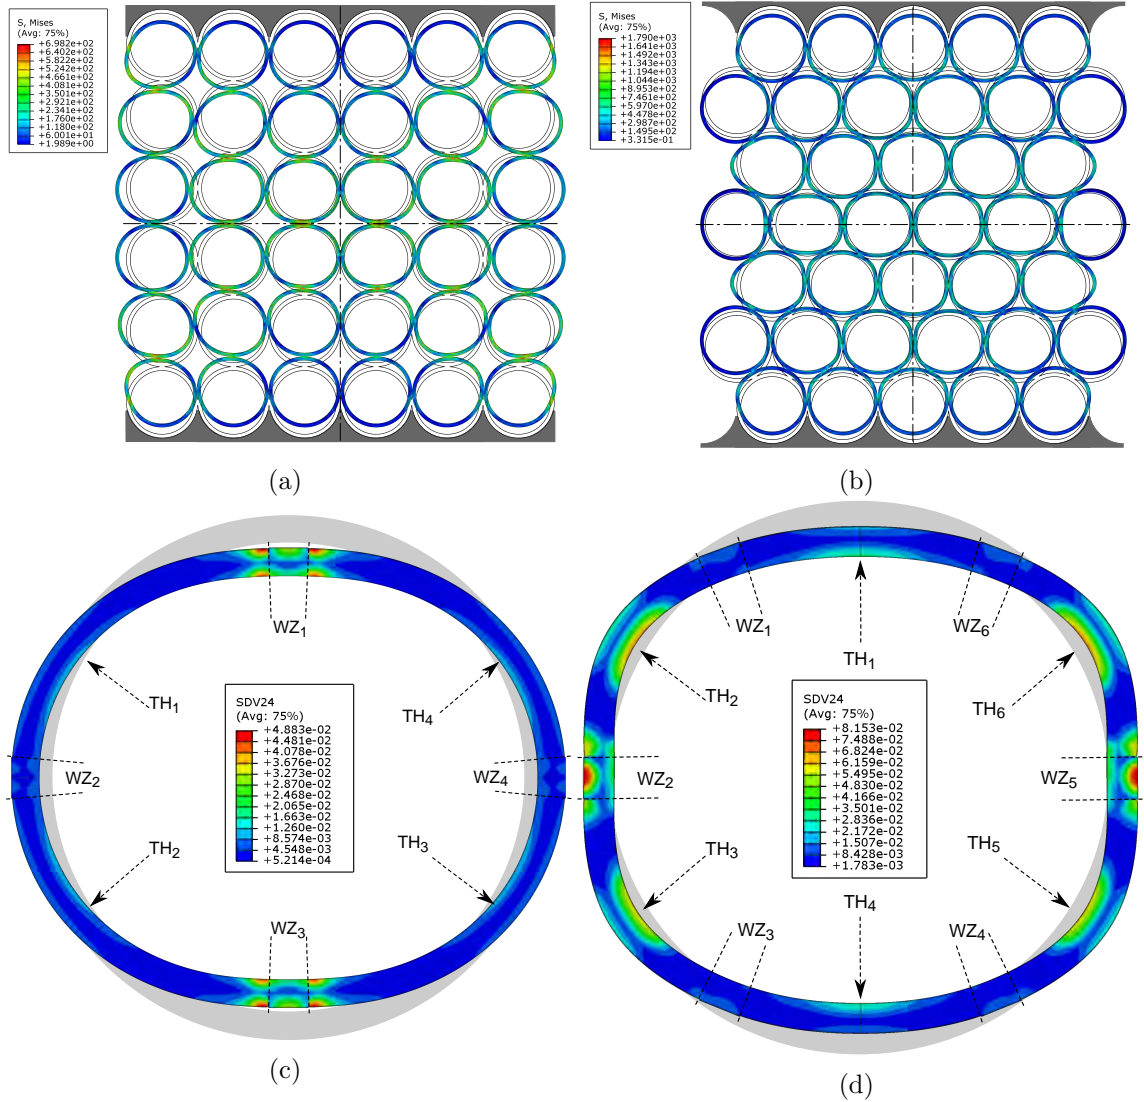 S, Mises
(Avg: 75%)
+6.982e+02
+6.402e+02
+5.822e+02
+5.242e+02
+4.661e+02
+4.081e+02
+3.501e+02
+2.921e+02
+2.341e+02
+1.760e+02
+1.180e+02
+6.001e+01
+1.989e+00
S, Mises
(Avg: 75%)
+1.790e+03
+1.641e+03
+1.492e+03
+1.343e+03
+1.194e+03
+1.044e+03
+8.953e+02
+7.461e+02
+5.970e+02
+4.478e+02
+2.987e+02
+1.495e+02
+3.315e-01
(a)
(b)
WZ1
TH1
TH4
WZ2
WZ4
TH2
TH3
WZ3
SDV24
(Avg: 75%)
+4.883e-02
+4.481e-02
+4.078e-02
+3.676e-02
+3.273e-02
+2.870e-02
+2.468e-02
+2.065e-02
+1.663e-02
+1.260e-02
+8.574e-03
+4.548e-03
+5.214e-04
(c)
WZ1
WZ6
TH1
TH2
TH6
WZ2
WZ5
TH3
TH5
TH4
WZ3
WZ4
SDV24
(Avg: 75%)
+8.153e-02
+7.488e-02
+6.824e-02
+6.159e-02
+5.495e-02
+4.830e-02
+4.166e-02
+3.501e-02
+2.836e-02
+2.172e-02
+1.507e-02
+8.428e-03
+1.783e-03
(d)